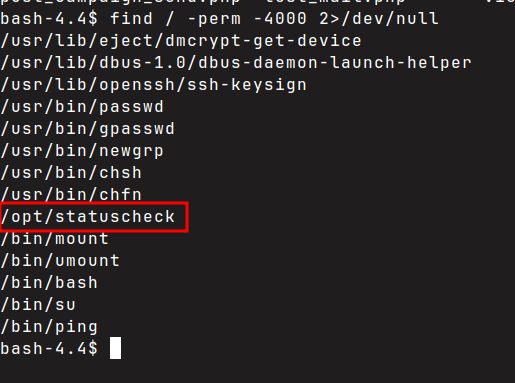 bash-4.4$ find / -perm -4000 2>/dev/null
/usr/lib/eject/dmcrypt-get-device
/usr/lib/dbus-1.0/dbus-daemon-launch-helper
/usr/lib/openssh/ssh-keysign
/usr/bin/passwd
/usr/bin/gpasswd
/usr/bin/newgrp
/usr/bin/chsh
/usr/bin/chfn
/opt/statuscheck
/bin/mount
/bin/umount
/bin/bash
/bin/su
/bin/ping
bash-4.4$